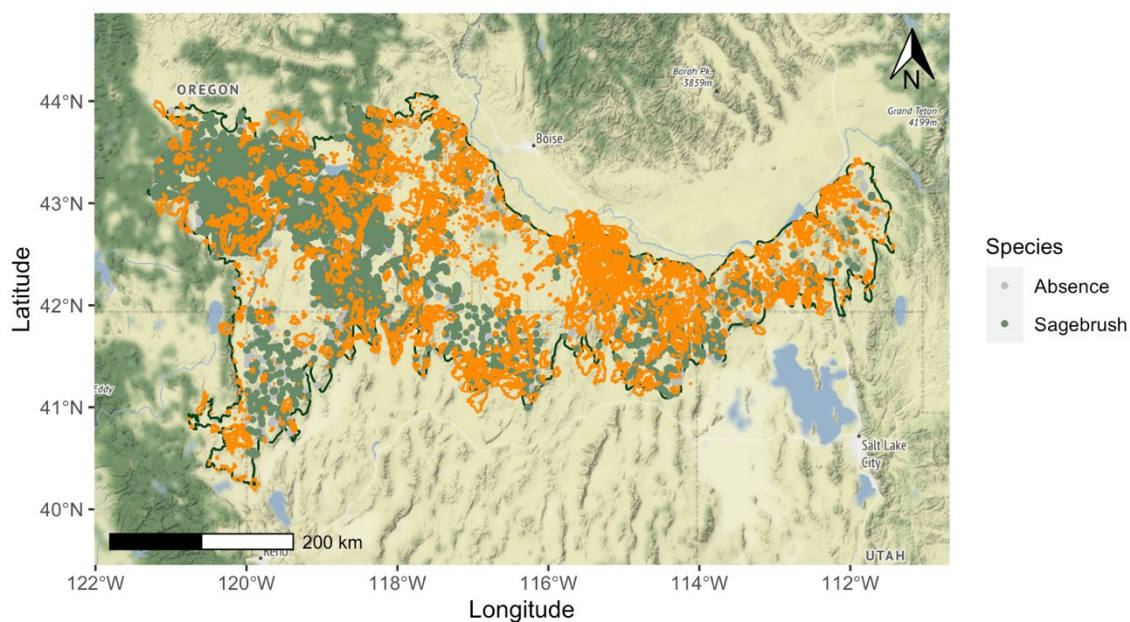 OREGON
Borah Pk.
3859m
N
Grand Teton
4199m
Boise
44°N
43°N
42°N
41°N
40°N
Latitude
Eddy
Salt Lake
City
UTAH
Reno
200 km
122°W
120°W
118°W
116°W
114°W
112°W
Longitude
Species
Absence
Sagebrush